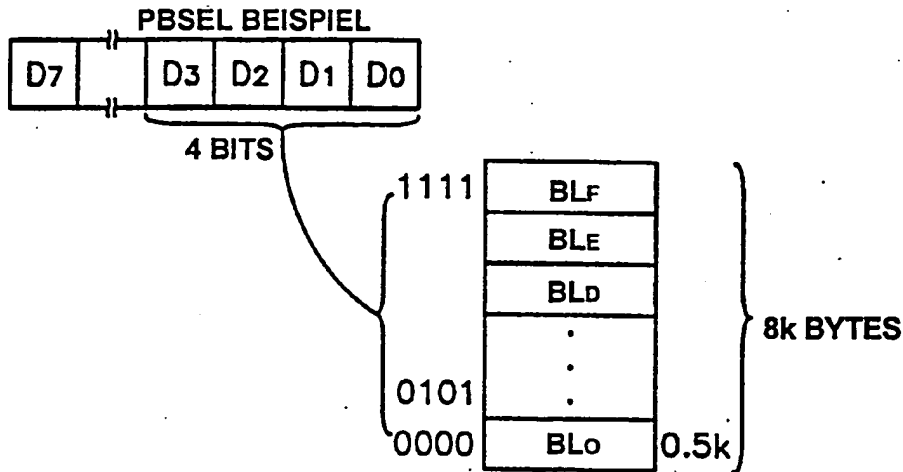 PBSEL BEISPIEL
D7 D3 D2 D1 D0
4 BITS
1111 BLF
BLE
BLD
8k BYTES
0101
0000 BL0 0.5k